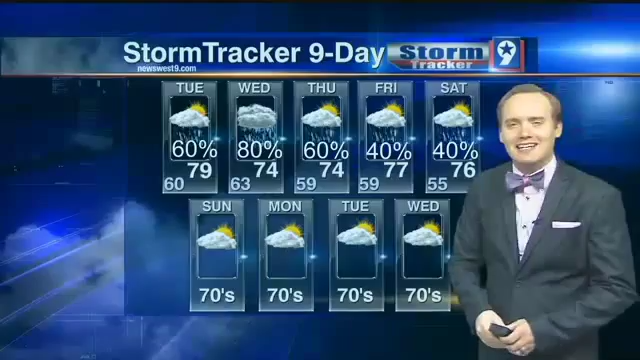 StormTracker 9-Day
Storm
Tracker
9
newswest9.com
TUE WED THU FRI SAT
60% 80% 60% 40% 40%
79 74 74 77 76
60 63 59 59 55
SUN MON TUE WED
70's 70's 70's 70's